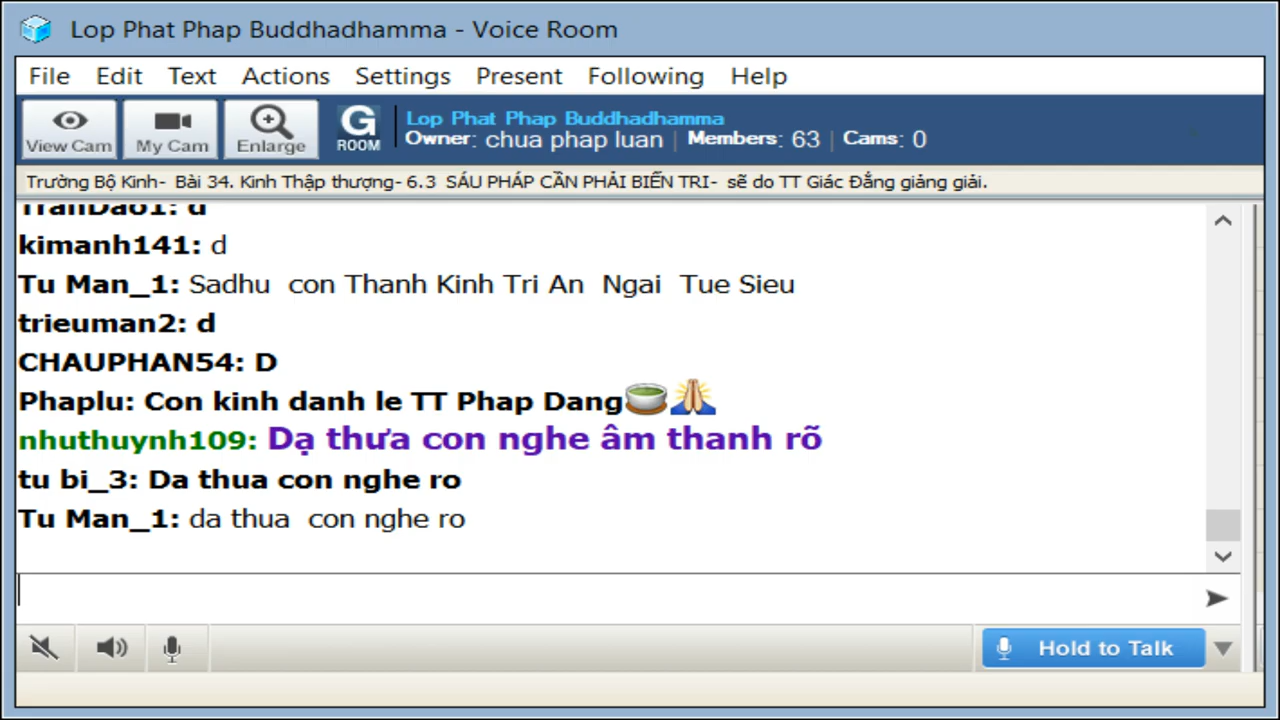 Lop Phat Phap Buddhadhamma - Voice Room
File Edit Text Actions Settings Present Following Help
View Cam My Cam Enlarge G ROOM
Lop Phat Phap Buddhadhamma
Owner: chua phap luan | Members: 63 | Cams: 0
Trường Bộ Kinh- Bài 34. Kinh Thập thượng- 6.3 SÁU PHÁP CẦN PHẢI BIẾN TRI- sẽ do TT Giác Đẳng giảng giải.
TranDao1: d
kimanh141: d
Tu Man_1: Sadhu con Thanh Kinh Tri An Ngai Tue Sieu
trieuman2: d
CHAUPHAN54: D
Phaplu: Con kinh danh le TT Phap Dang🍵🙏
nhuthuynh109: Dạ thưa con nghe âm thanh rõ
tu bi_3: Da thua con nghe ro
Tu Man_1: da thua con nghe ro
Hold to Talk